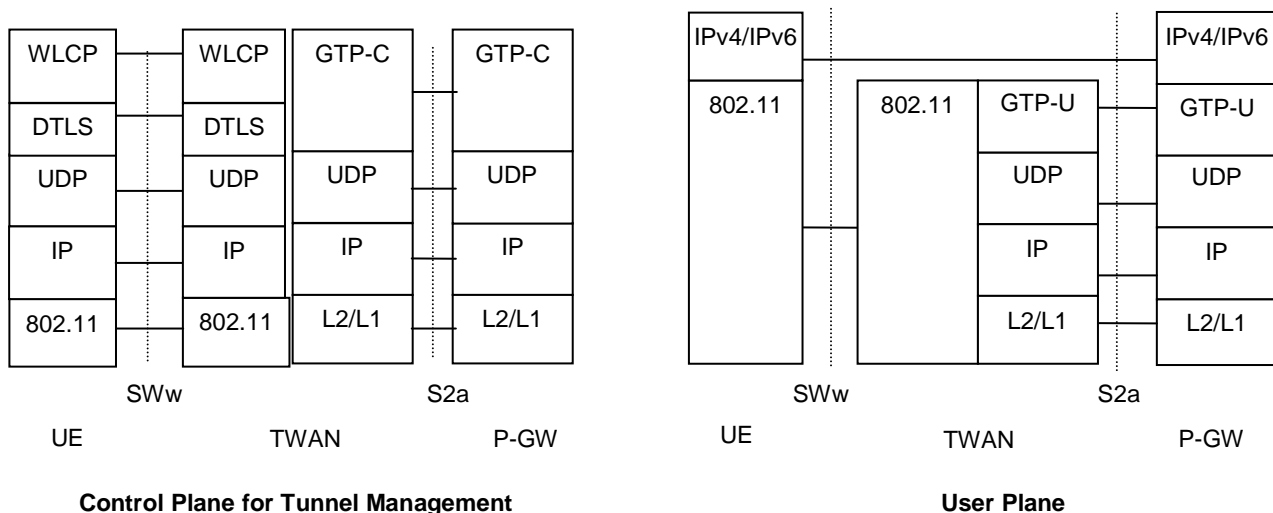 WLCP WLCP GTP-C GTP-C
DTLS DTLS
UDP UDP UDP UDP
IP IP IP IP
802.11 802.11 L2/L1 L2/L1
SWw S2a
UE TWAN P-GW
Control Plane for Tunnel Management
IPv4/IPv6 IPv4/IPv6
802.11 802.11 GTP-U GTP-U
UDP UDP
IP IP
L2/L1 L2/L1
SWw S2a
UE TWAN P-GW
User Plane